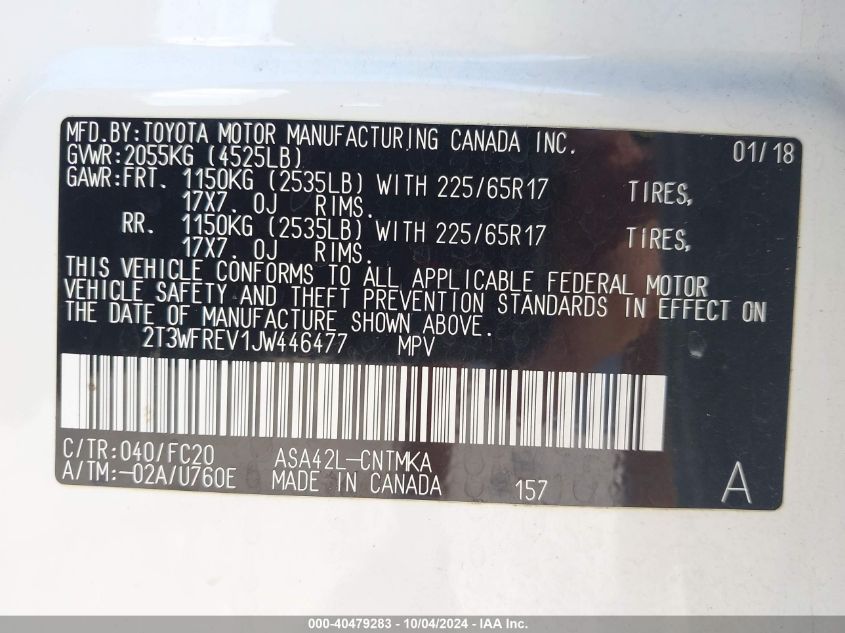 MFD.BY:TOYOTA MOTOR MANUFACTURING CANADA INC. 01/18
GVWR:2055KG (4525LB)
GAWR:FRT. 1150KG (2535LB) WITH 225/65R17 TIRES,
17X7.0J RIMS.
RR. 1150KG (2535LB) WITH 225/65R17 TIRES,
17X7.0J RIMS.
THIS VEHICLE CONFORMS TO ALL APPLICABLE FEDERAL MOTOR
VEHICLE SAFETY AND THEFT PREVENTION STANDARDS IN EFFECT ON
THE DATE OF MANUFACTURE SHOWN ABOVE.
2T3WFREV1JW446477 MPV
C/TR:040/FC20 ASA42L-CNTMKA
A/TM:-02A/U760E MADE IN CANADA 157 A
000-40479283 - 10/04/2024 - IAA Inc.